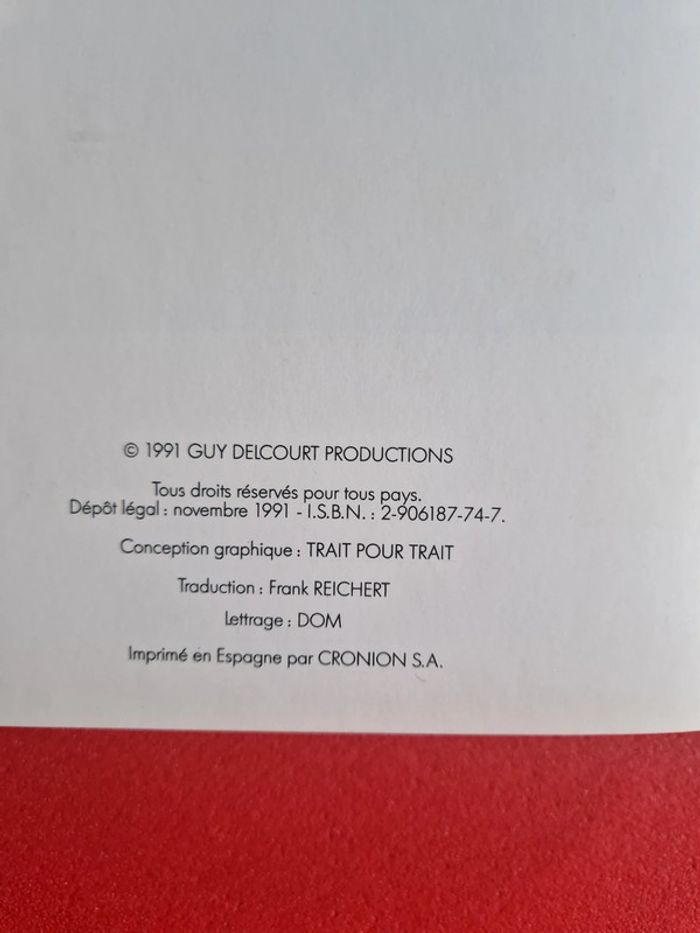 © 1991 GUY DELCOURT PRODUCTIONS
Tous droits réservés pour tous pays.
Dépôt légal : novembre 1991 - I.S.B.N. : 2-906187-74-7.
Conception graphique : TRAIT POUR TRAIT
Traduction : Frank REICHERT
Lettrage : DOM
Imprimé en Espagne par CRONION S.A.